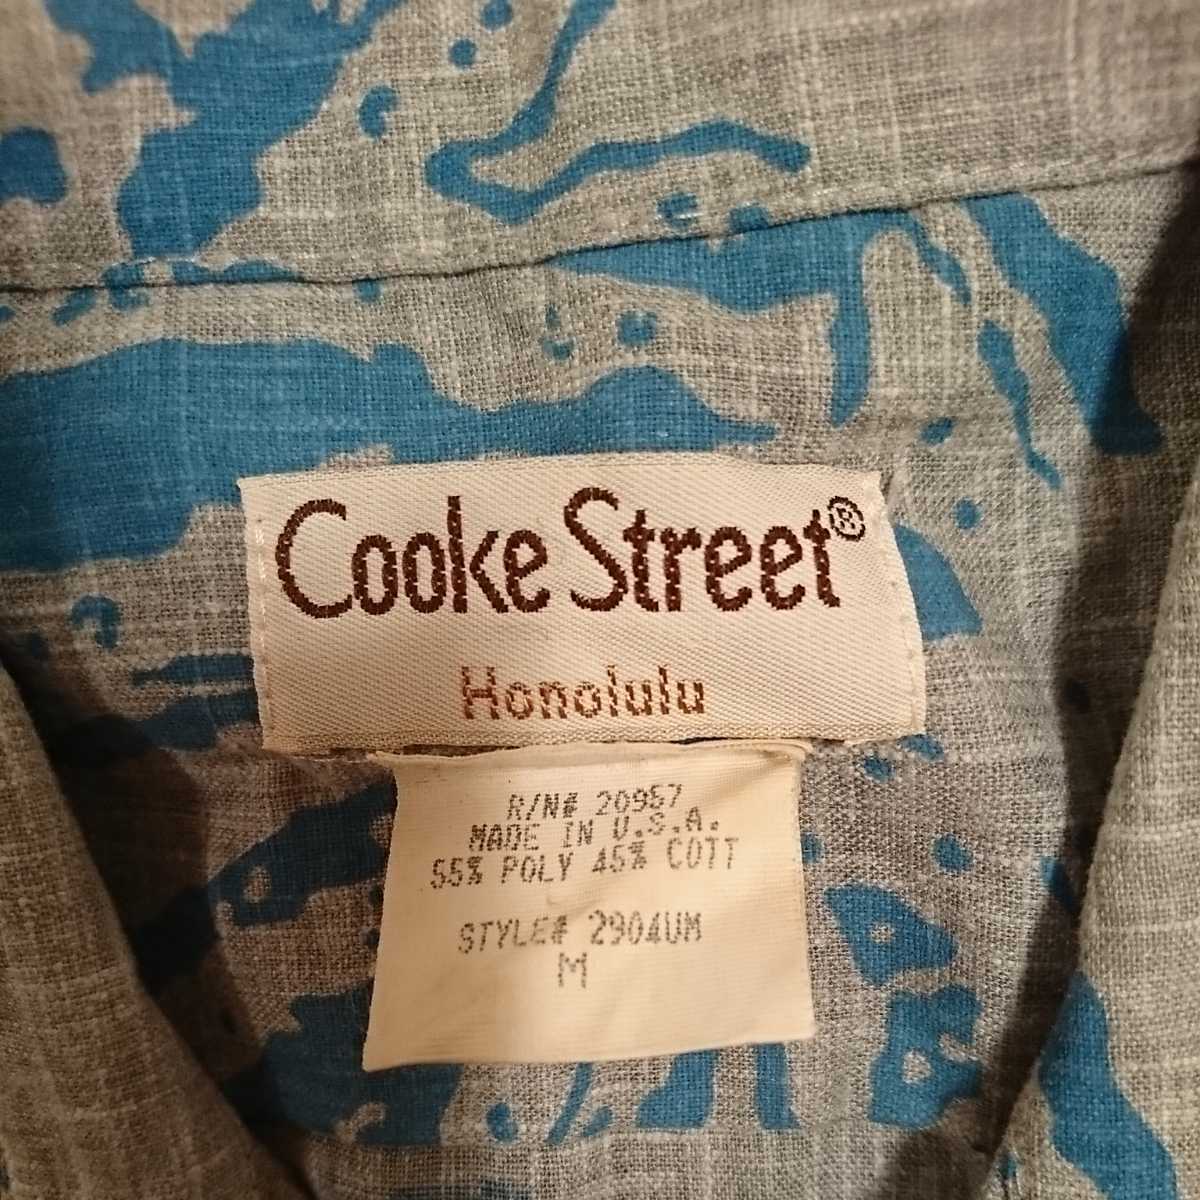 Cooke Street®
Honolulu
R/N# 20957
MADE IN U.S.A.
55% POLY 45% COTT
STYLE# 2904UM
M